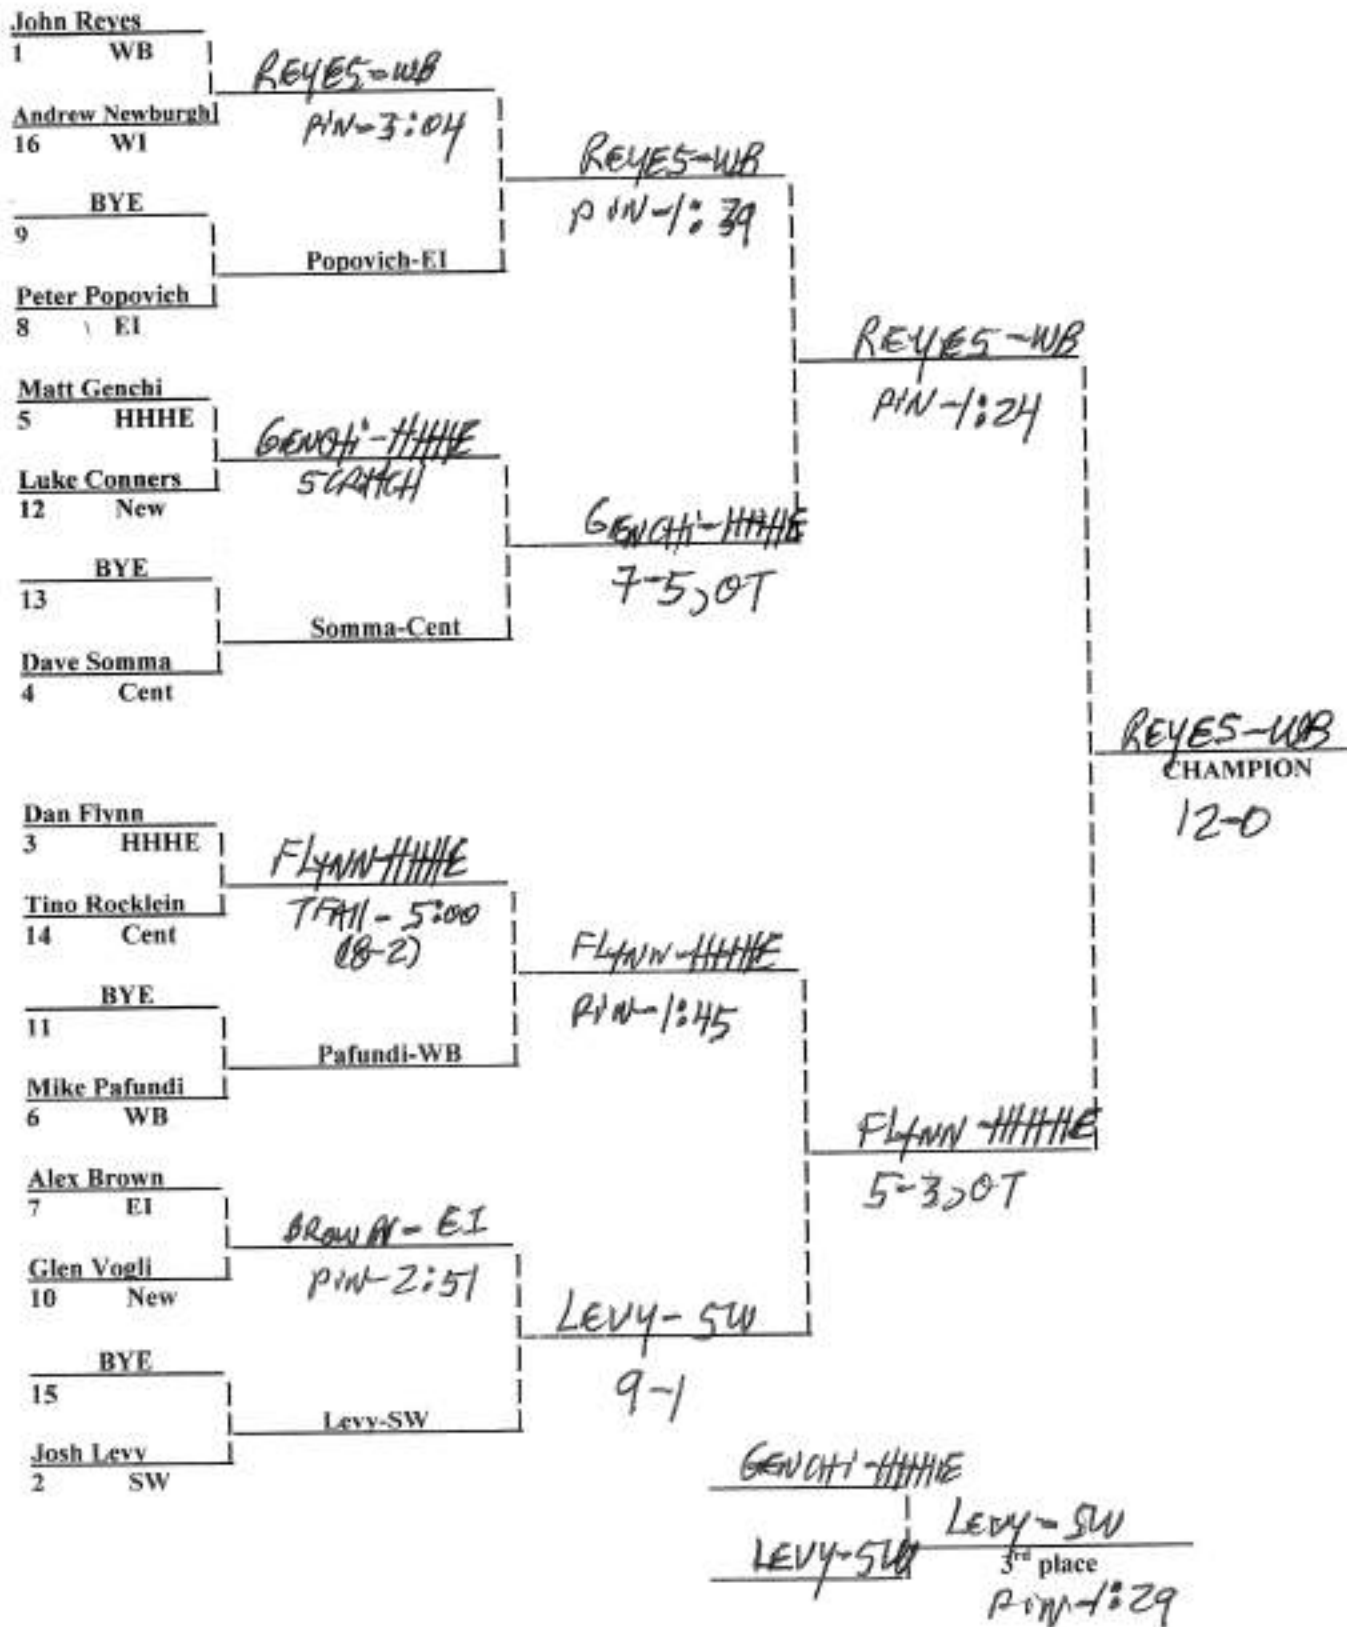 John Reyes
1 WB
REYES-WB
Andrew Newburgh
16 WI
PIN-3:04
REYES-WB
BYE
9
PIN-1:39
Popovich-EI
Peter Popovich
8 EI
REYES-WB
Matt Genchi
5 HHHE
PIN-1:24
GENCHI-HHHE
Luke Conners
12 New
SCRATCH
GENCHI-HHHE
BYE
13
7-5, OT
Somma-Cent
Dave Somma
4 Cent
REYES-WB
CHAMPION
12-0
Dan Flynn
3 HHHE
FLYNN-HHHE
Tino Rocklein
14 Cent
TFALL-5:00
(18-2)
FLYNN-HHHE
BYE
11
PIN-1:45
Pafundi-WB
Mike Pafundi
6 WB
FLYNN-HHHE
Alex Brown
7 EI
5-3, OT
BROWN-EI
Glen Vogli
10 New
PIN-2:51
LEVY-SW
BYE
15
9-1
Levy-SW
Josh Levy
2 SW
GENCHI-HHHE
LEVY-SW
LEVY-SW
3rd place
PIN-1:29